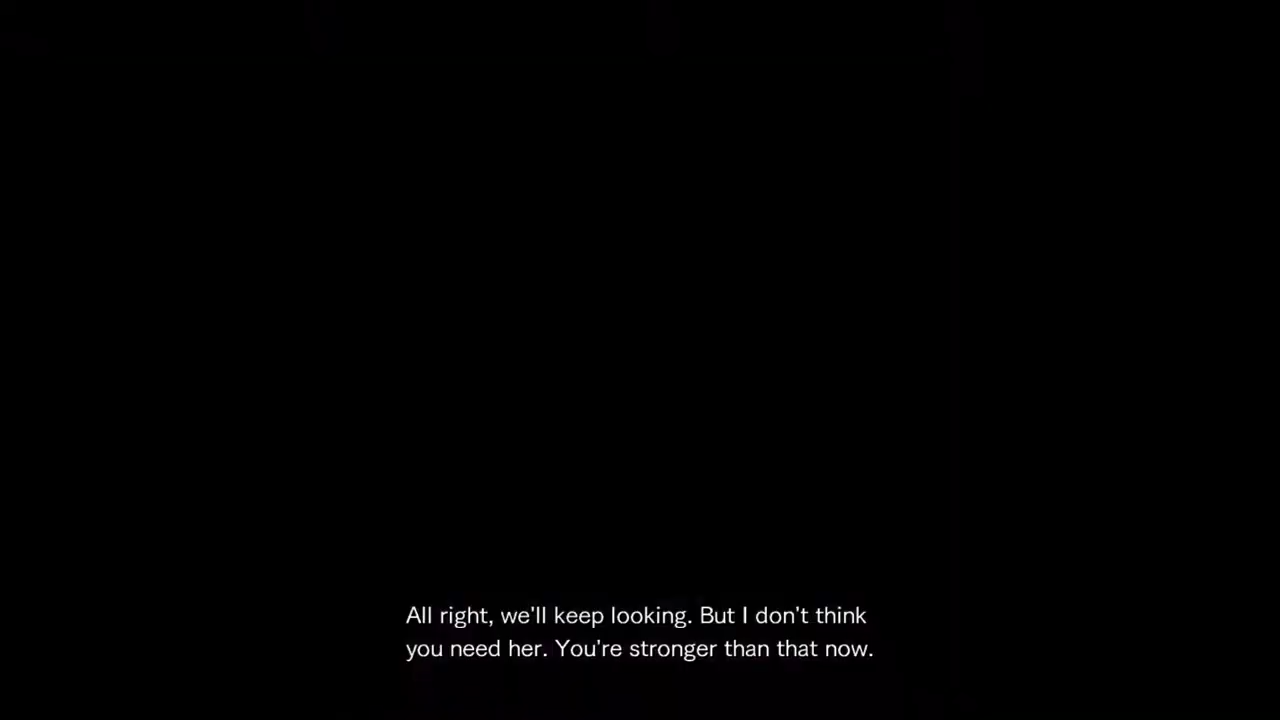 All right, we'll keep looking. But I don't think
you need her. You're stronger than that now.